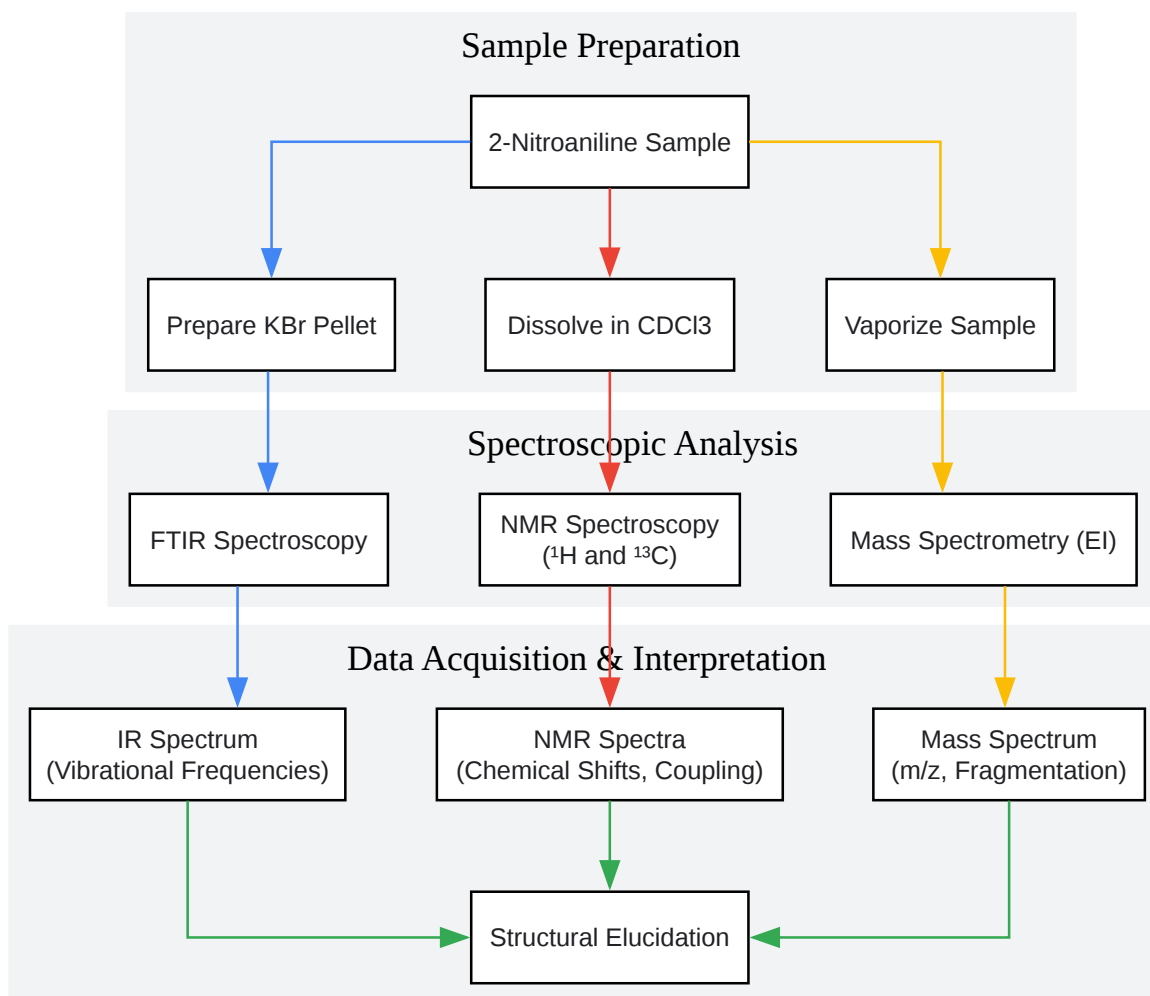 Sample Preparation
2-Nitroaniline Sample
Prepare KBr Pellet
Dissolve in CDCl3
Vaporize Sample
Spectroscopic Analysis
FTIR Spectroscopy
NMR Spectroscopy
(¹H and ¹³C)
Mass Spectrometry (EI)
Data Acquisition & Interpretation
IR Spectrum
(Vibrational Frequencies)
NMR Spectra
(Chemical Shifts, Coupling)
Mass Spectrum
(m/z, Fragmentation)
Structural Elucidation